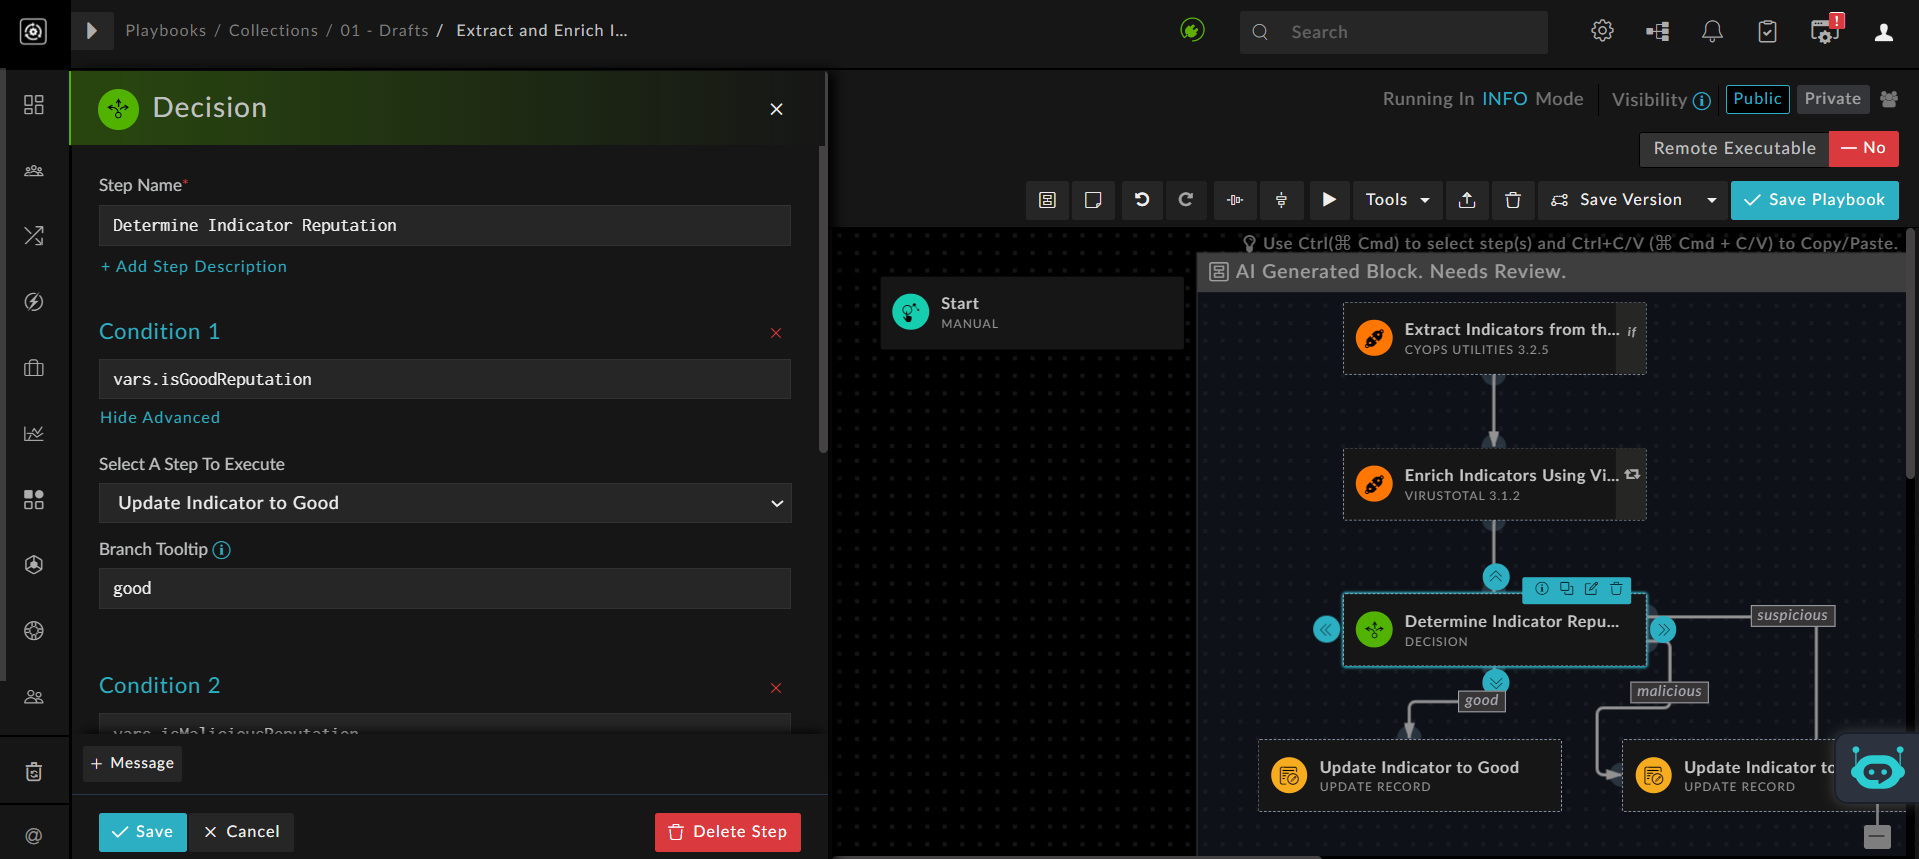 Playbooks / Collections / 01 - Drafts / Extract and Enrich I...
Search
!
Decision
Step Name*
Determine Indicator Reputation
+ Add Step Description
Condition 1
vars.isGoodReputation
Hide Advanced
Select A Step To Execute
Update Indicator to Good
Branch Tooltip
good
Condition 2
vars.isMaliciousReputation
+ Message
Save
Cancel
Delete Step
Running In INFO Mode
Visibility
Public
Private
Remote Executable
No
Tools
Save Version
Save Playbook
Use Ctrl(⌘ Cmd) to select step(s) and Ctrl+C/V (⌘ Cmd + C/V) to Copy/Paste.
AI Generated Block. Needs Review.
Start
MANUAL
Extract Indicators from th...
if
CYOPS UTILITIES 3.2.5
Enrich Indicators Using Vi...
VIRUSTOTAL 3.1.2
Determine Indicator Repu...
DECISION
suspicious
malicious
good
Update Indicator to Good
UPDATE RECORD
Update Indicator to
UPDATE RECORD